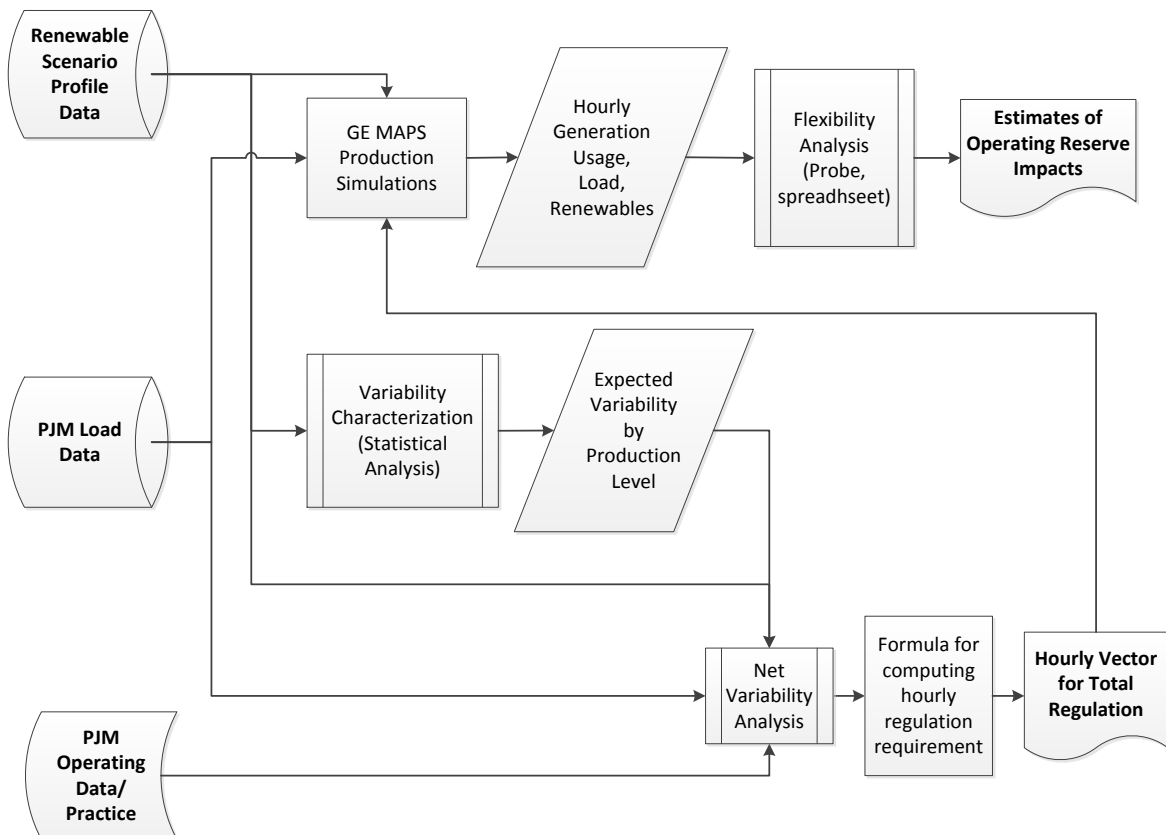 Renewable
Scenario
Profile
Data
GE MAPS
Production
Simulations
Hourly
Generation
Usage,
Load,
Renewables
Flexibility
Analysis
(Probe,
spreadhseet)
Estimates of
Operating Reserve
Impacts
PJM Load
Data
Variability
Characterization
(Statistical
Analysis)
Expected
Variability
by
Production
Level
PJM
Operating
Data/
Practice
Net
Variability
Analysis
Formula for
computing
hourly
regulation
requirement
Hourly Vector
for Total
Regulation